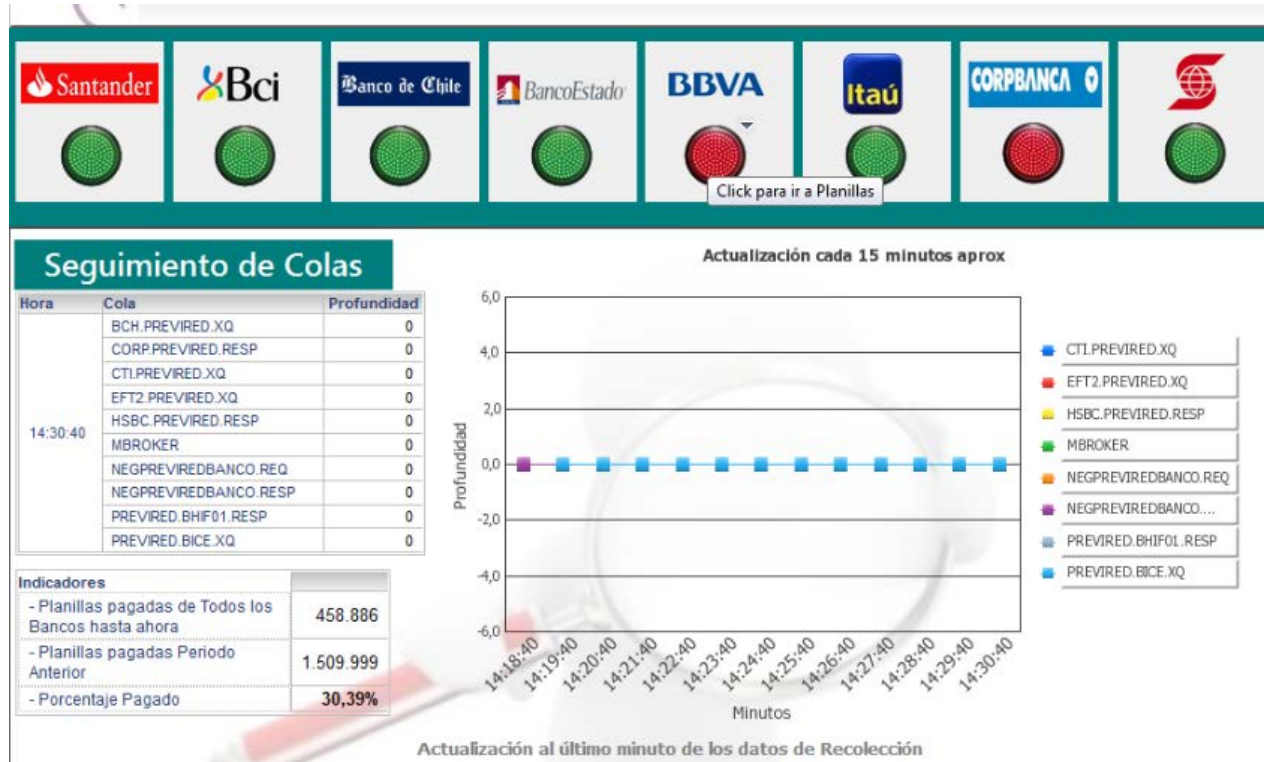 Santander
Bci
Banco de Chile
BancoEstado
BBVA
Itaú
CORPBANCA
Click para ir a Planillas
Seguimiento de Colas
Hora Cola Profundidad
14:30:40
BCH.PREVIRED.XQ 0
CORP.PREVIRED.RESP 0
CTI.PREVIRED.XQ 0
EFT2.PREVIRED.XQ 0
HSBC.PREVIRED.RESP 0
MBROKER 0
NEGPREVIREDBANCO.REQ 0
NEGPREVIREDBANCO.RESP 0
PREVIRED.BHIF01.RESP 0
PREVIRED.BICE.XQ 0
Indicadores
- Planillas pagadas de Todos los
Bancos hasta ahora 458.886
- Planillas pagadas Periodo
Anterior 1.509.999
- Porcentaje Pagado 30,39%
Actualización cada 15 minutos aprox
Profundidad
6,0
4,0
2,0
0,0
-2,0
-4,0
-6,0
14:18:40
14:19:40
14:20:40
14:21:40
14:22:40
14:23:40
14:24:40
14:25:40
14:26:40
14:27:40
14:28:40
14:29:40
14:30:40
Minutos
CTI.PREVIRED.XQ
EFT2.PREVIRED.XQ
HSBC.PREVIRED.RESP
MBROKER
NEGPREVIREDBANCO.REQ
NEGPREVIREDBANCO....
PREVIRED.BHIF01.RESP
PREVIRED.BICE.XQ
Actualización al último minuto de los datos de Recolección